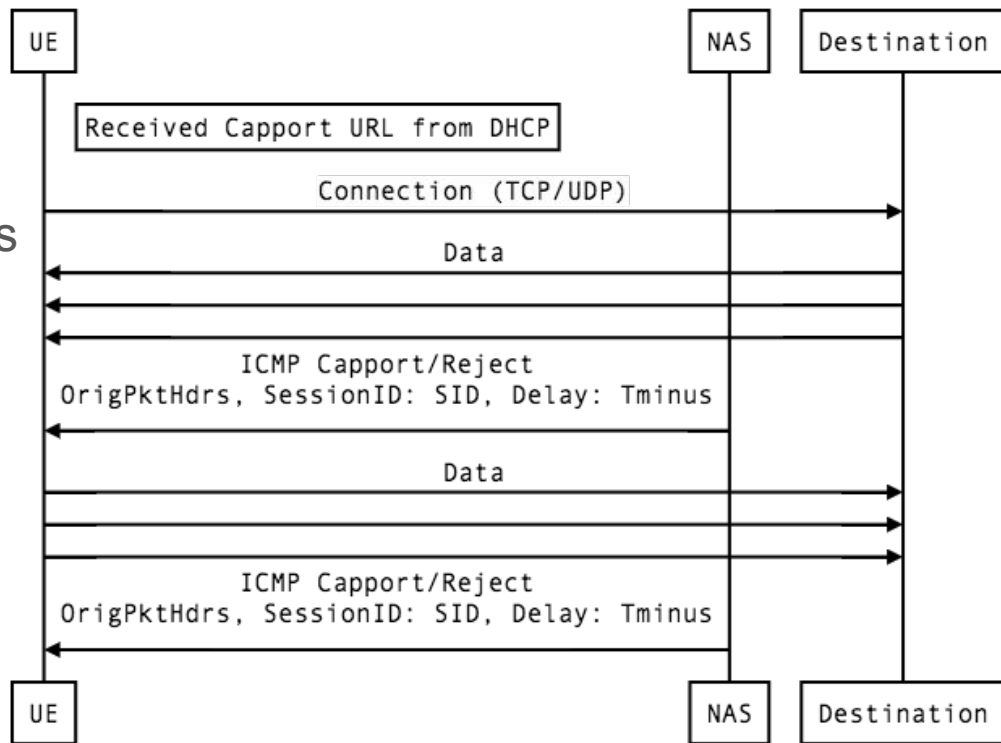 UE
NAS
Destination
Received Capport URL from DHCP
Connection (TCP/UDP)
s
Data
ICMP Capport/Reject
OrigPktHdrs, SessionID: SID, Delay: Tminus
Data
ICMP Capport/Reject
OrigPktHdrs, SessionID: SID, Delay: Tminus
UE
NAS
Destination